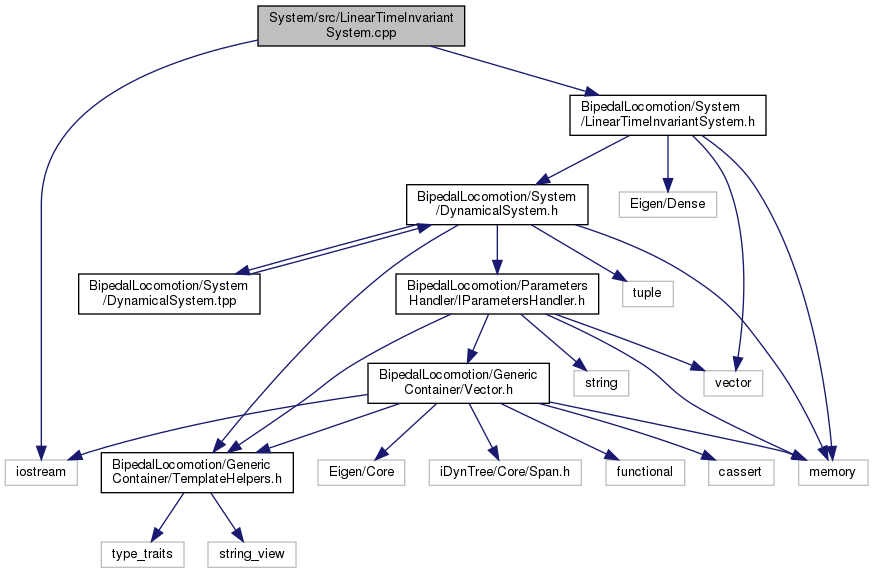 System/src/LinearTimeInvariant
System.cpp
BipedalLocomotion/System
/LinearTimeInvariantSystem.h
BipedalLocomotion/System
/DynamicalSystem.h
Eigen/Dense
BipedalLocomotion/System
/DynamicalSystem.tpp
BipedalLocomotion/Parameters
Handler/IParametersHandler.h
tuple
BipedalLocomotion/Generic
Container/Vector.h
string
vector
iostream
BipedalLocomotion/Generic
Container/TemplateHelpers.h
Eigen/Core
iDynTree/Core/Span.h
functional
cassert
memory
type_traits
string_view